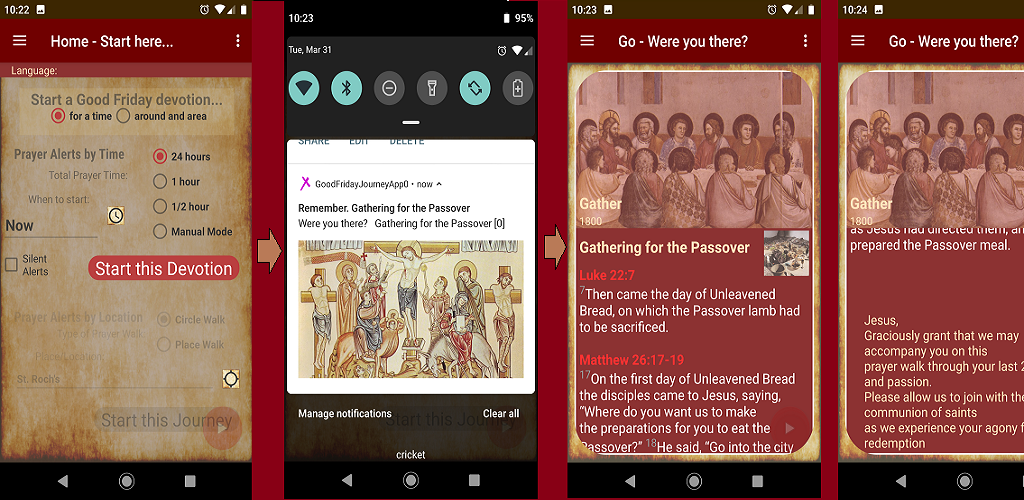 10:22
Home - Start here...
Language:
Start a Good Friday devotion...
for a time around and area
Prayer Alerts by Time
24 hours
Total Prayer Time:
1 hour
When to start:
1/2 hour
Now
Manual Mode
Silent
Alerts
Start this Devotion
Prayer Alerts by Location
Circle Walk
Type of Prayer Walk:
Place Walk
Place/Location:
St. Roch's
Start this Journey
10:23
95%
Tue, Mar 31
SHARE EDIT DELETE
GoodFridayJourneyApp0 • now
Remember. Gathering for the Passover
Were you there? Gathering for the Passover [0]
Manage notifications
Clear all
Start this Journey
cricket
10:23
Go - Were you there?
Gather
1800
Gathering for the Passover
Luke 22:7
7Then came the day of Unleavened
Bread, on which the Passover lamb had
to be sacrificed.
Matthew 26:17-19
17On the first day of Unleavened Bread
the disciples came to Jesus, saying,
“Where do you want us to make
the preparations for you to eat the
Passover?” 18He said, “Go into the city
10:24
Go - Were you there?
Gather
1800
as Jesus had directed them, an
prepared the Passover meal.
Jesus,
Graciously grant that we may
accompany you on this
prayer walk through your last 2
and passion.
Please allow us to join with the
communion of saints
as we experience your agony f
redemption